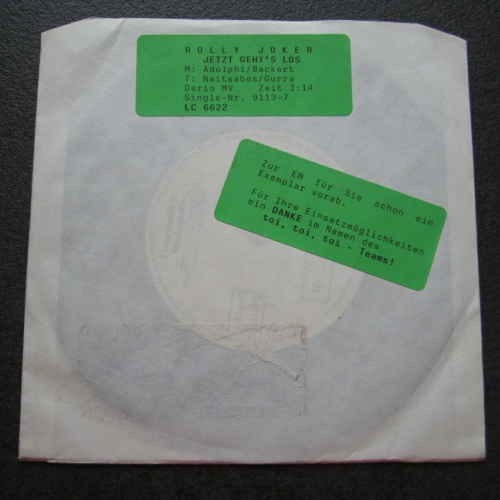 ROLLY JOKER
JETZT GEHT'S LOS
M: Adolphi/Backert
T: Naitsabes/Gurra
Dario MV Zeit 3:14
Single-Nr. 9113-7
LC 6622
Zur EM für Sie schon ein
Exemplar vorab.
Für Ihre Einsatzmöglichkeiten
ein DANKE im Namen des
toi, toi, toi - Teams!